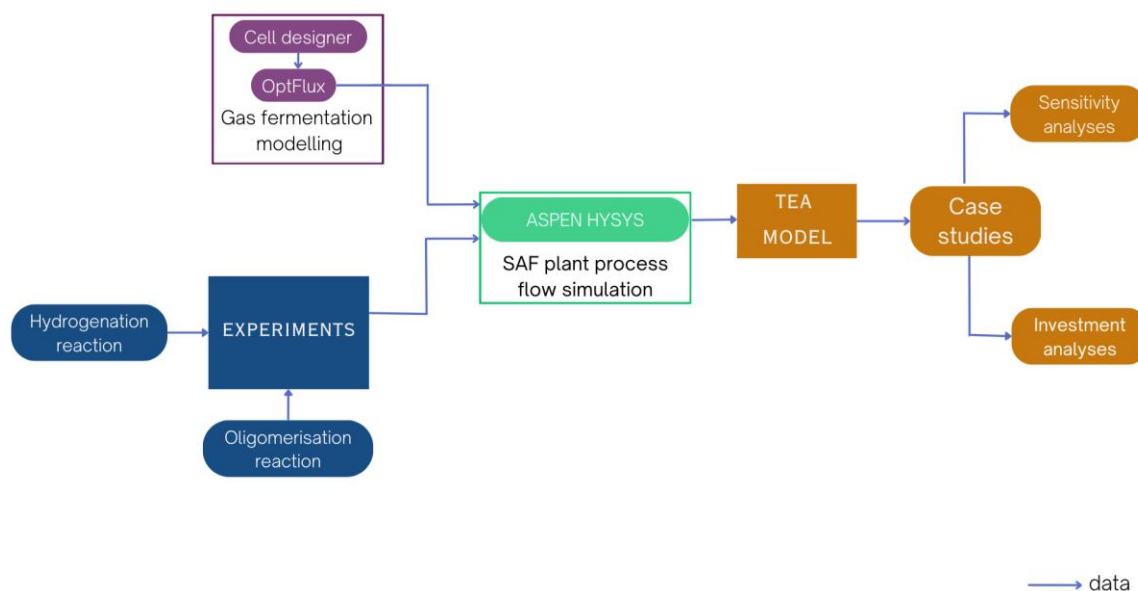 Cell designer
OptFlux
Gas fermentation
modelling
Hydrogenation
reaction
EXPERIMENTS
Oligomerisation
reaction
ASPEN HYSYS
SAF plant process
flow simulation
TEA
MODEL
Case
studies
Sensitivity
analyses
Investment
analyses
data